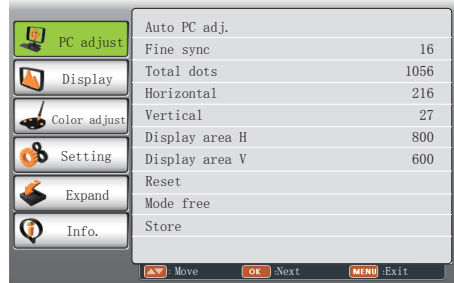 PC adjust
Display
Color adjust
Setting
Expand
Info.
Auto PC adj.
Fine sync 16
Total dots 1056
Horizontal 216
Vertical 27
Display area H 800
Display area V 600
Reset
Mode free
Store
: Move OK :Next MENU :Exit